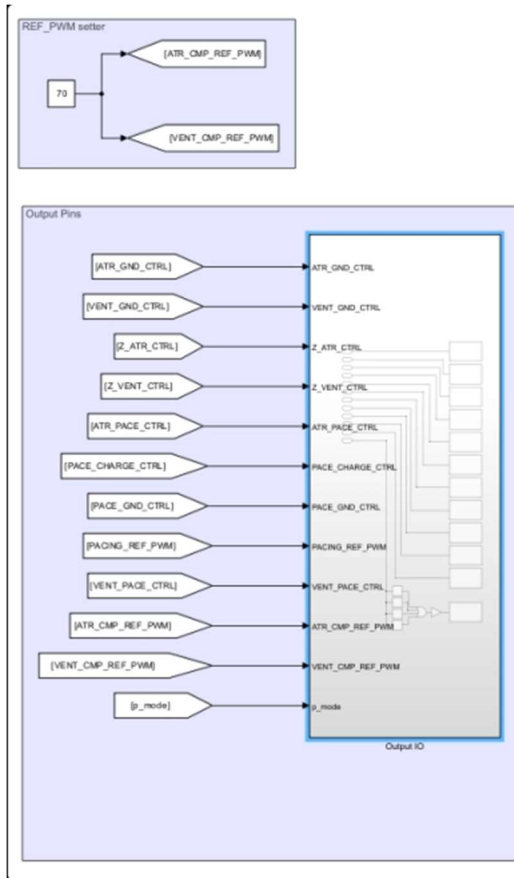 REF_PWM setter
[ATR_CMP_REF_PWM]
70
[VENT_CMP_REF_PWM]
Output Pins
[ATR_GND_CTRL]
ATR_GND_CTRL
[VENT_GND_CTRL]
VENT_GND_CTRL
[Z_ATR_CTRL]
Z_ATR_CTRL
[Z_VENT_CTRL]
Z_VENT_CTRL
[ATR_PACE_CTRL]
ATR_PACE_CTRL
[PACE_CHARGE_CTRL]
PACE_CHARGE_CTRL
[PACE_GND_CTRL]
PACE_GND_CTRL
[PACING_REF_PWM]
PACING_REF_PWM
[VENT_PACE_CTRL]
VENT_PACE_CTRL
[ATR_CMP_REF_PWM]
ATR_CMP_REF_PWM
[VENT_CMP_REF_PWM]
VENT_CMP_REF_PWM
[p_mode]
p_mode
Output IO